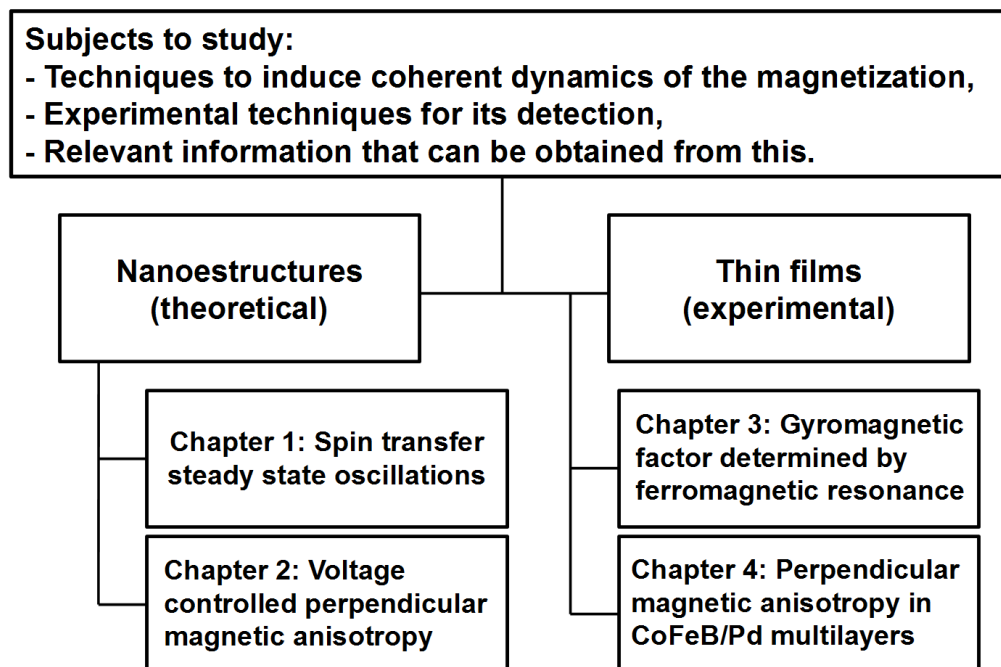 Subjects to study:
- Techniques to induce coherent dynamics of the magnetization,
- Experimental techniques for its detection,
- Relevant information that can be obtained from this.
Nanoestructures
(theoretical)
Thin films
(experimental)
Chapter 1: Spin transfer
steady state oscillations
Chapter 2: Voltage
controlled perpendicular
magnetic anisotropy
Chapter 3: Gyromagnetic
factor determined by
ferromagnetic resonance
Chapter 4: Perpendicular
magnetic anisotropy in
CoFeB/Pd multilayers